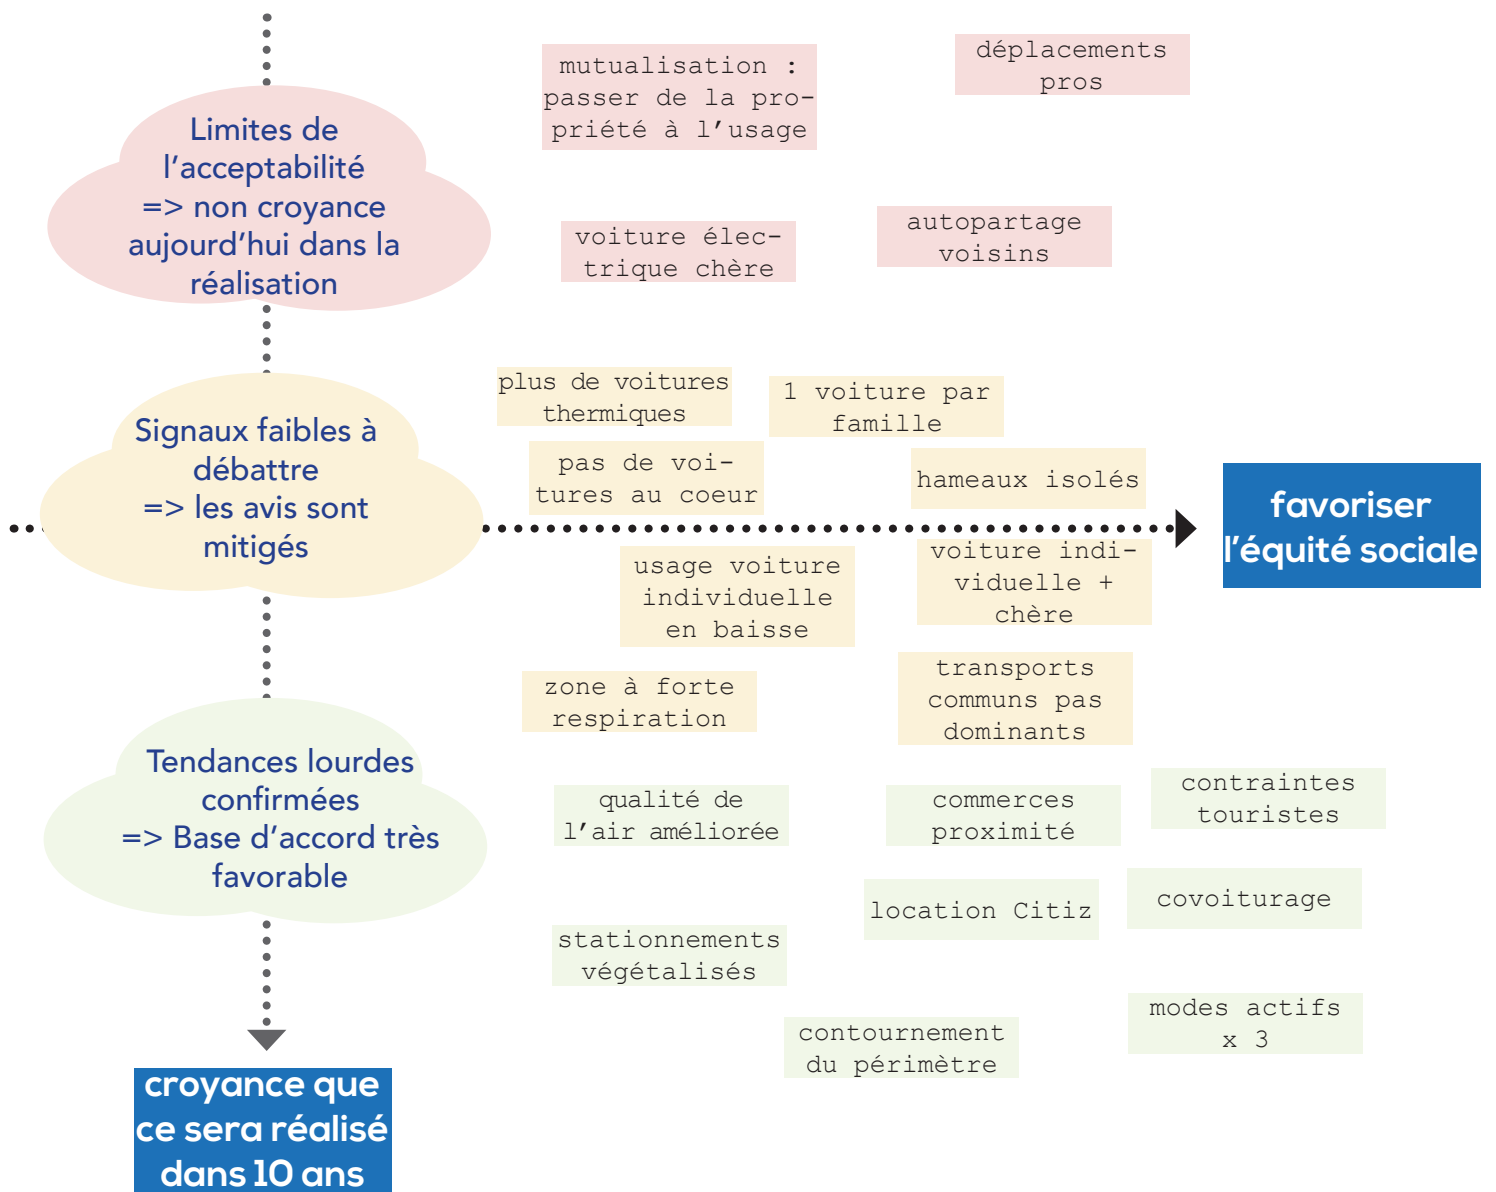 mutualisation :
passer de la pro-
priété à l'usage
déplacements
pros
Limites de
l'acceptabilité
=> non croyance
aujourd'hui dans la
réalisation
voiture élec-
trique chère
autopartage
voisins
plus de voitures
thermiques
1 voiture par
famille
Signaux faibles à
débattre
=> les avis sont
mitigés
pas de voi-
tures au coeur
hameaux isolés
favoriser
l'équité sociale
usage voiture
individuelle
en baisse
voiture indi-
viduelle +
chère
zone à forte
respiration
transports
communs pas
dominants
Tendances lourdes
confirmées
=> Base d'accord très
favorable
qualité de
l'air améliorée
commerces
proximité
contraintes
touristes
location Citiz
covoiturage
stationnements
végétalisés
contournement
du périmètre
modes actifs
x 3
croyance que
ce sera réalisé
dans 10 ans